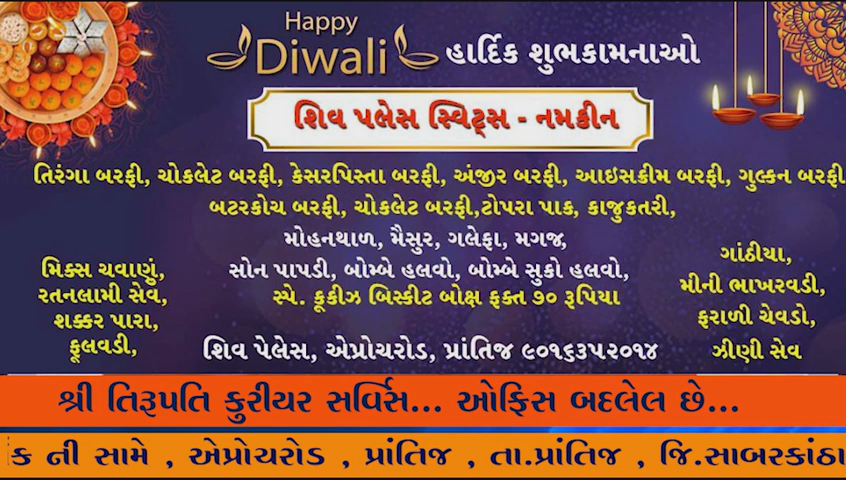 Happy
Diwali હાર્દિક શુભકામનાઓ
શિવ પલેસ સ્વિટ્સ - નમકીન
તિરંગા બરફી, ચોકલેટ બરફી, કેસરપિસ્તા બરફી, અંજીર બરફી, આઇસક્રીમ બરફી, ગુલ્કન બરફી
બટરકોચ બરફી, ચોકલેટ બરફી,ટોપરા પાક, કાજુકતરી,
મોહનથાળ, મૈસુર, ગલેફા, મગજ,
સોન પાપડી, બોમ્બે હલવો, બોમ્બે સુકો હલવો,
સ્પે. કૂકીઝ બિસ્કીટ બોક્ષ ફક્ત ૭૦ રૂપિયા
મિક્સ ચવાણું,
રતનલામી સેવ,
શક્કર પારા,
ફૂલવડી,
ગાંઠીયા,
મીની ભાખરવડી,
ફરાળી ચેવડો,
ઝીણી સેવ
શિવ પેલેસ, એપ્રોચરોડ, પ્રાંતિજ ૯૦૧૬૩૫૨૦૧૪
શ્રી તિરૂપતિ કુરીયર સર્વિસ... ઓફિસ બદલેલ છે...
ની સામે , એપ્રોચરોડ , પ્રાંતિજ , તા.પ્રાંતિજ , જિ.સાબરકાંઠા